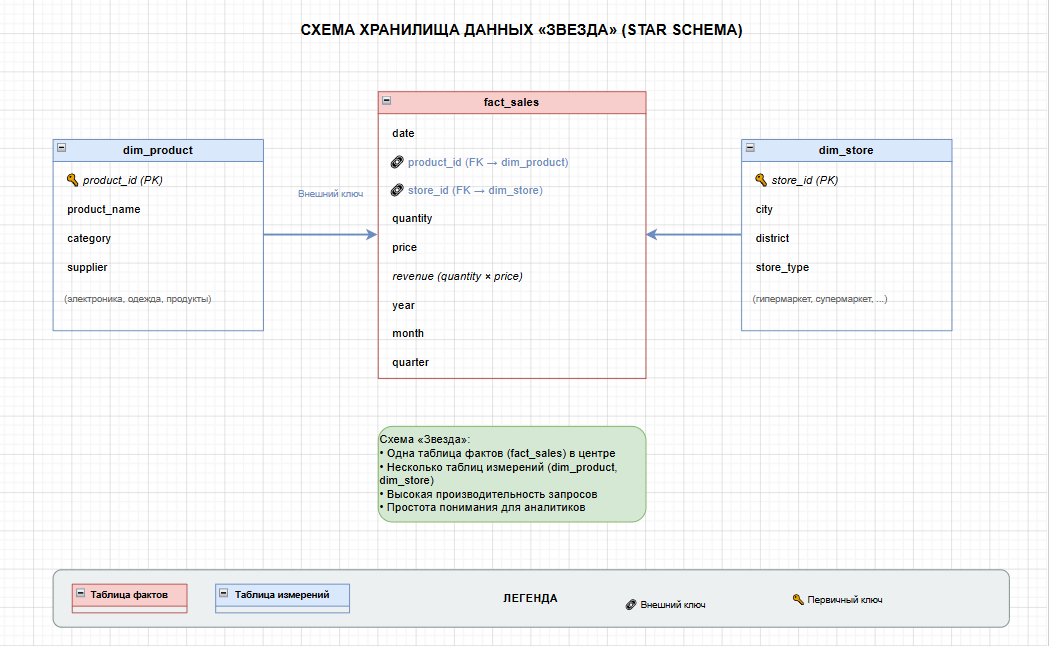 СХЕМА ХРАНИЛИЩА ДАННЫХ «ЗВЕЗДА» (STAR SCHEMA)
dim_product
product_id (PK)
product_name
category
supplier
(электроника, одежда, продукты)
Внешний ключ
fact_sales
date
product_id (FK → dim_product)
store_id (FK → dim_store)
quantity
price
revenue (quantity × price)
year
month
quarter
dim_store
store_id (PK)
city
district
store_type
(гипермаркет, супермаркет, ...)
Схема «Звезда»:
• Одна таблица фактов (fact_sales) в центре
• Несколько таблиц измерений (dim_product,
dim_store)
• Высокая производительность запросов
• Простота понимания для аналитиков
Таблица фактов
Таблица измерений
ЛЕГЕНДА
Внешний ключ
Первичный ключ